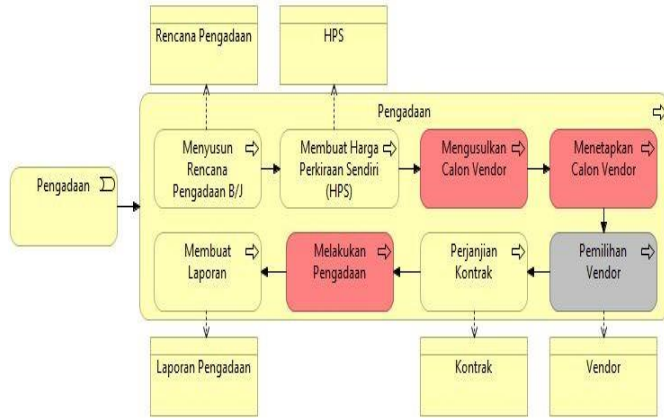 Rencana Pengadaan
HPS
Pengadaan
Pengadaan
Menyusun
Rencana
Pengadaan B/J
Membuat Harga
Perkiraan Sendiri
(HPS)
Mengusulkan
Calon Vendor
Menetapkan
Calon Vendor
Membuat
Laporan
Melakukan
Pengadaan
Perjanjian
Kontrak
Pemilihan
Vendor
Laporan Pengadaan
Kontrak
Vendor